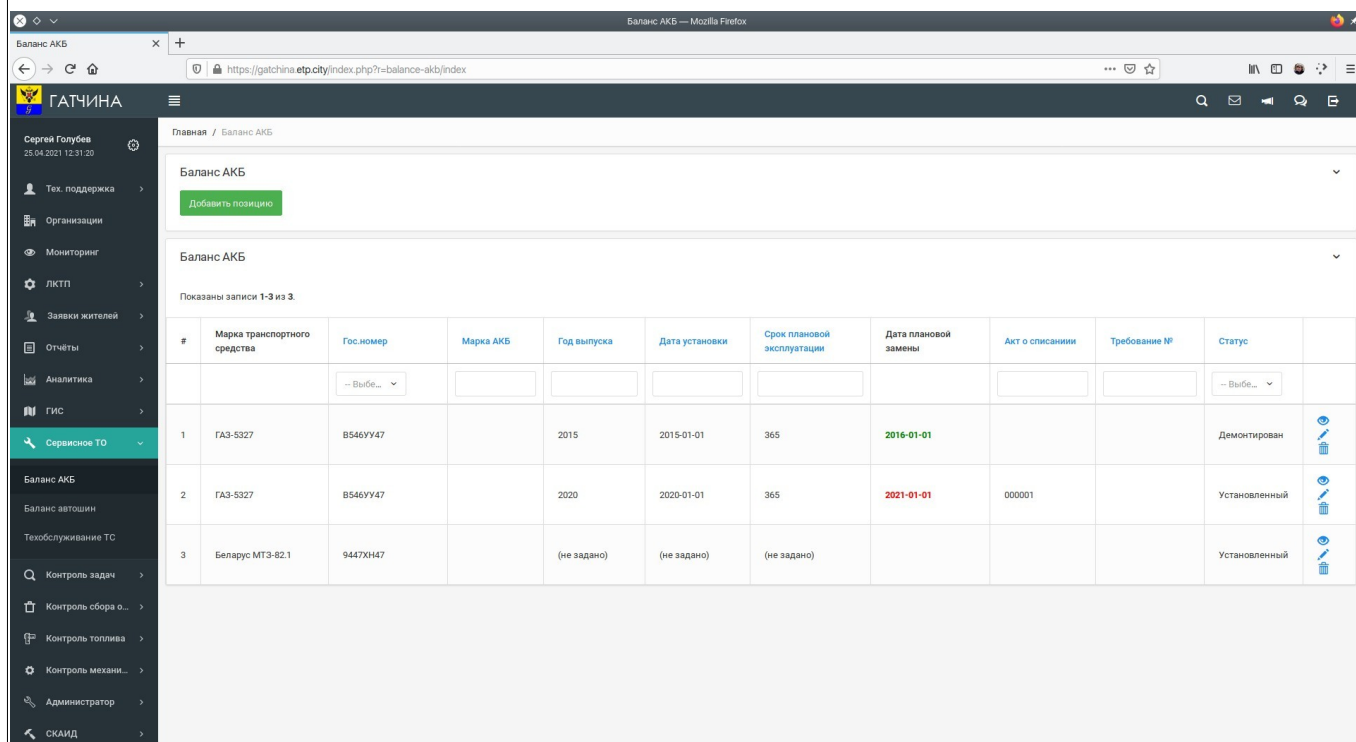 Баланс АКБ — Mozilla Firefox
Баланс АКБ
https://gatchina.etp.city/index.php?r=balance-akb/index
ГАТЧИНА
Сергей Голубев
25.04.2021 12:31:20
Тех. поддержка
Организации
Мониторинг
ЛКТП
Заявки жителей
Отчёты
Аналитика
ГИС
Сервисное ТО
Баланс АКБ
Баланс автошин
Техобслуживание ТС
Контроль задач
Контроль сбора о...
Контроль топлива
Контроль механи...
Администратор
СКАИД
Главная / Баланс АКБ
Баланс АКБ
Добавить позицию
Баланс АКБ
Показаны записи 1-3 из 3.
# Марка транспортного средства Гос.номер Марка АКБ Год выпуска Дата установки Срок плановой эксплуатации Дата плановой замены Акт о списаниии Требование № Статус
-- Выбе... -- Выбе...
1 ГАЗ-5327 В546УУ47 2015 2015-01-01 365 2016-01-01 Демонтирован
2 ГАЗ-5327 В546УУ47 2020 2020-01-01 365 2021-01-01 000001 Установленный
3 Беларус МТЗ-82.1 9447ХН47 (не задано) (не задано) (не задано) Установленный